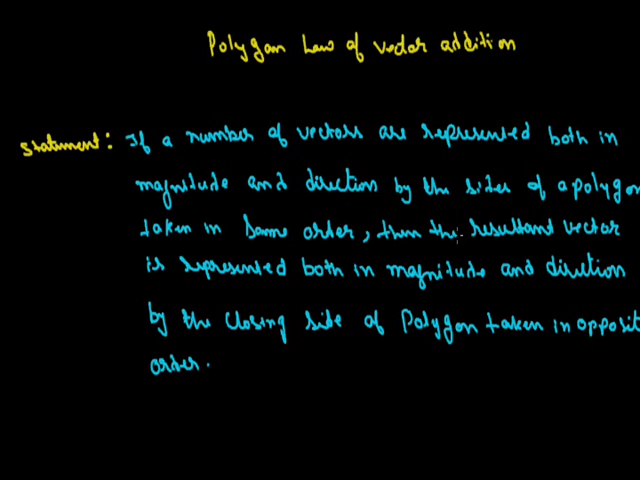 Polygan Law of vector addition
Statement: If a number of vectors are represented both in
magnitude and direction by the sides of a polygon
taken in same order, then the resultant vector
is represented both in magnitude and direction
by the closing side of Polygon taken in opposit
order.